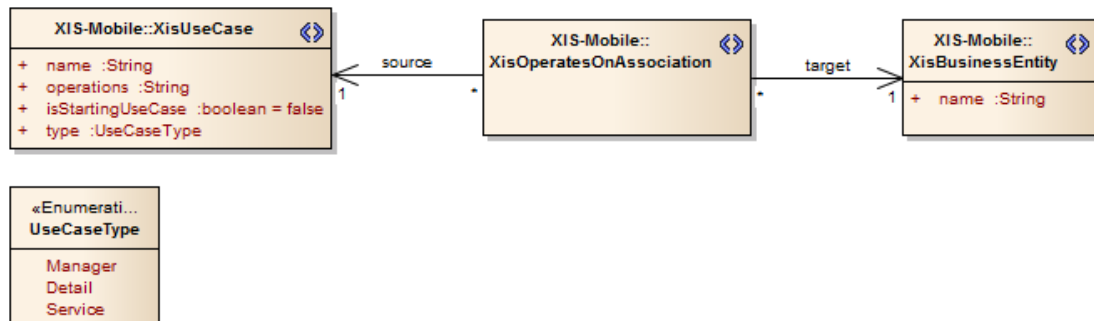 XIS-Mobile::XisUseCase
+ name :String
+ operations :String
+ isStartingUseCase :boolean = false
+ type :UseCaseType
source
1
*
XIS-Mobile::
XisOperatesOnAssociation
target
*
1
XIS-Mobile::
XisBusinessEntity
+ name :String
«Enumerati...
UseCaseType
Manager
Detail
Service